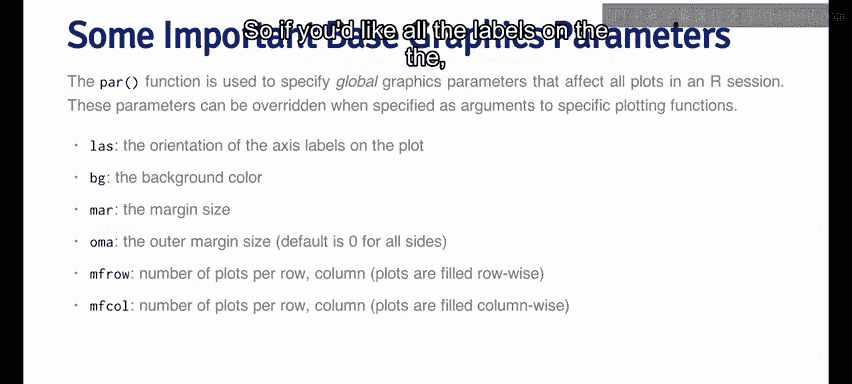 So if you'd like all the labels on the
the,
Some Important Base Graphics Parameters
The par() function is used to specify global graphics parameters that affect all plots in an R session.
These parameters can be overridden when specified as arguments to specific plotting functions.
· las: the orientation of the axis labels on the plot
· bg: the background color
· mar: the margin size
· oma: the outer margin size (default is 0 for all sides)
· mfrow: number of plots per row, column (plots are filled row-wise)
· mfcol: number of plots per row, column (plots are filled column-wise)